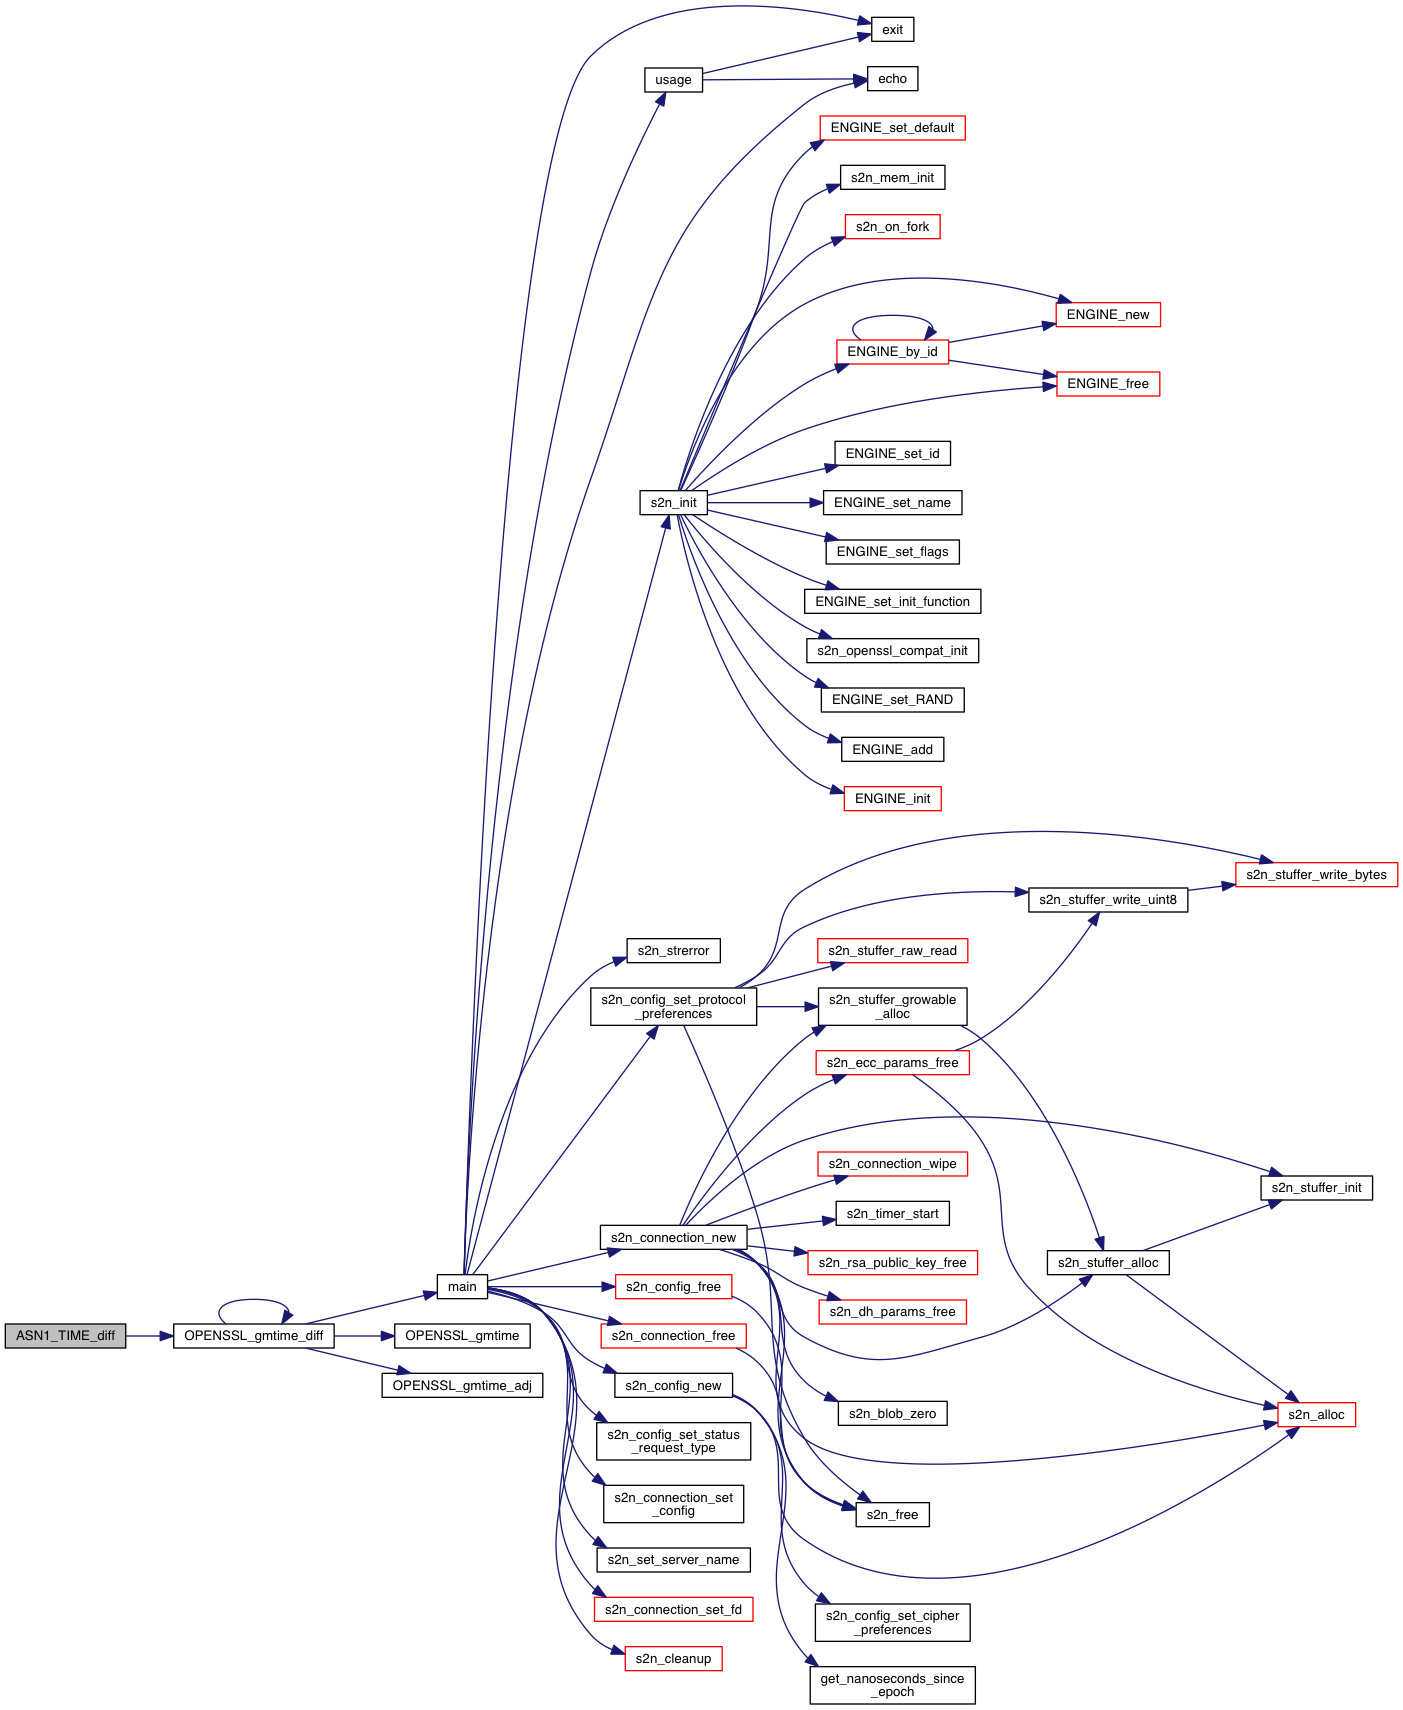 exit
usage
echo
ENGINE_set_default
s2n_mem_init
s2n_on_fork
ENGINE_new
ENGINE_by_id
ENGINE_free
ENGINE_set_id
s2n_init
ENGINE_set_name
ENGINE_set_flags
ENGINE_set_init_function
s2n_openssl_compat_init
ENGINE_set_RAND
ENGINE_add
ENGINE_init
s2n_stuffer_write_bytes
s2n_stuffer_write_uint8
s2n_strerror
s2n_stuffer_raw_read
s2n_config_set_protocol
_preferences
s2n_stuffer_growable
_alloc
s2n_ecc_params_free
s2n_connection_wipe
s2n_stuffer_init
s2n_timer_start
s2n_connection_new
s2n_stuffer_alloc
s2n_rsa_public_key_free
main
s2n_config_free
s2n_dh_params_free
ASN1_TIME_diff
OPENSSL_gmtime_diff
OPENSSL_gmtime
s2n_connection_free
OPENSSL_gmtime_adj
s2n_config_new
s2n_blob_zero
s2n_alloc
s2n_config_set_status
_request_type
s2n_connection_set
_config
s2n_free
s2n_set_server_name
s2n_connection_set_fd
s2n_config_set_cipher
_preferences
s2n_cleanup
get_nanoseconds_since
_epoch